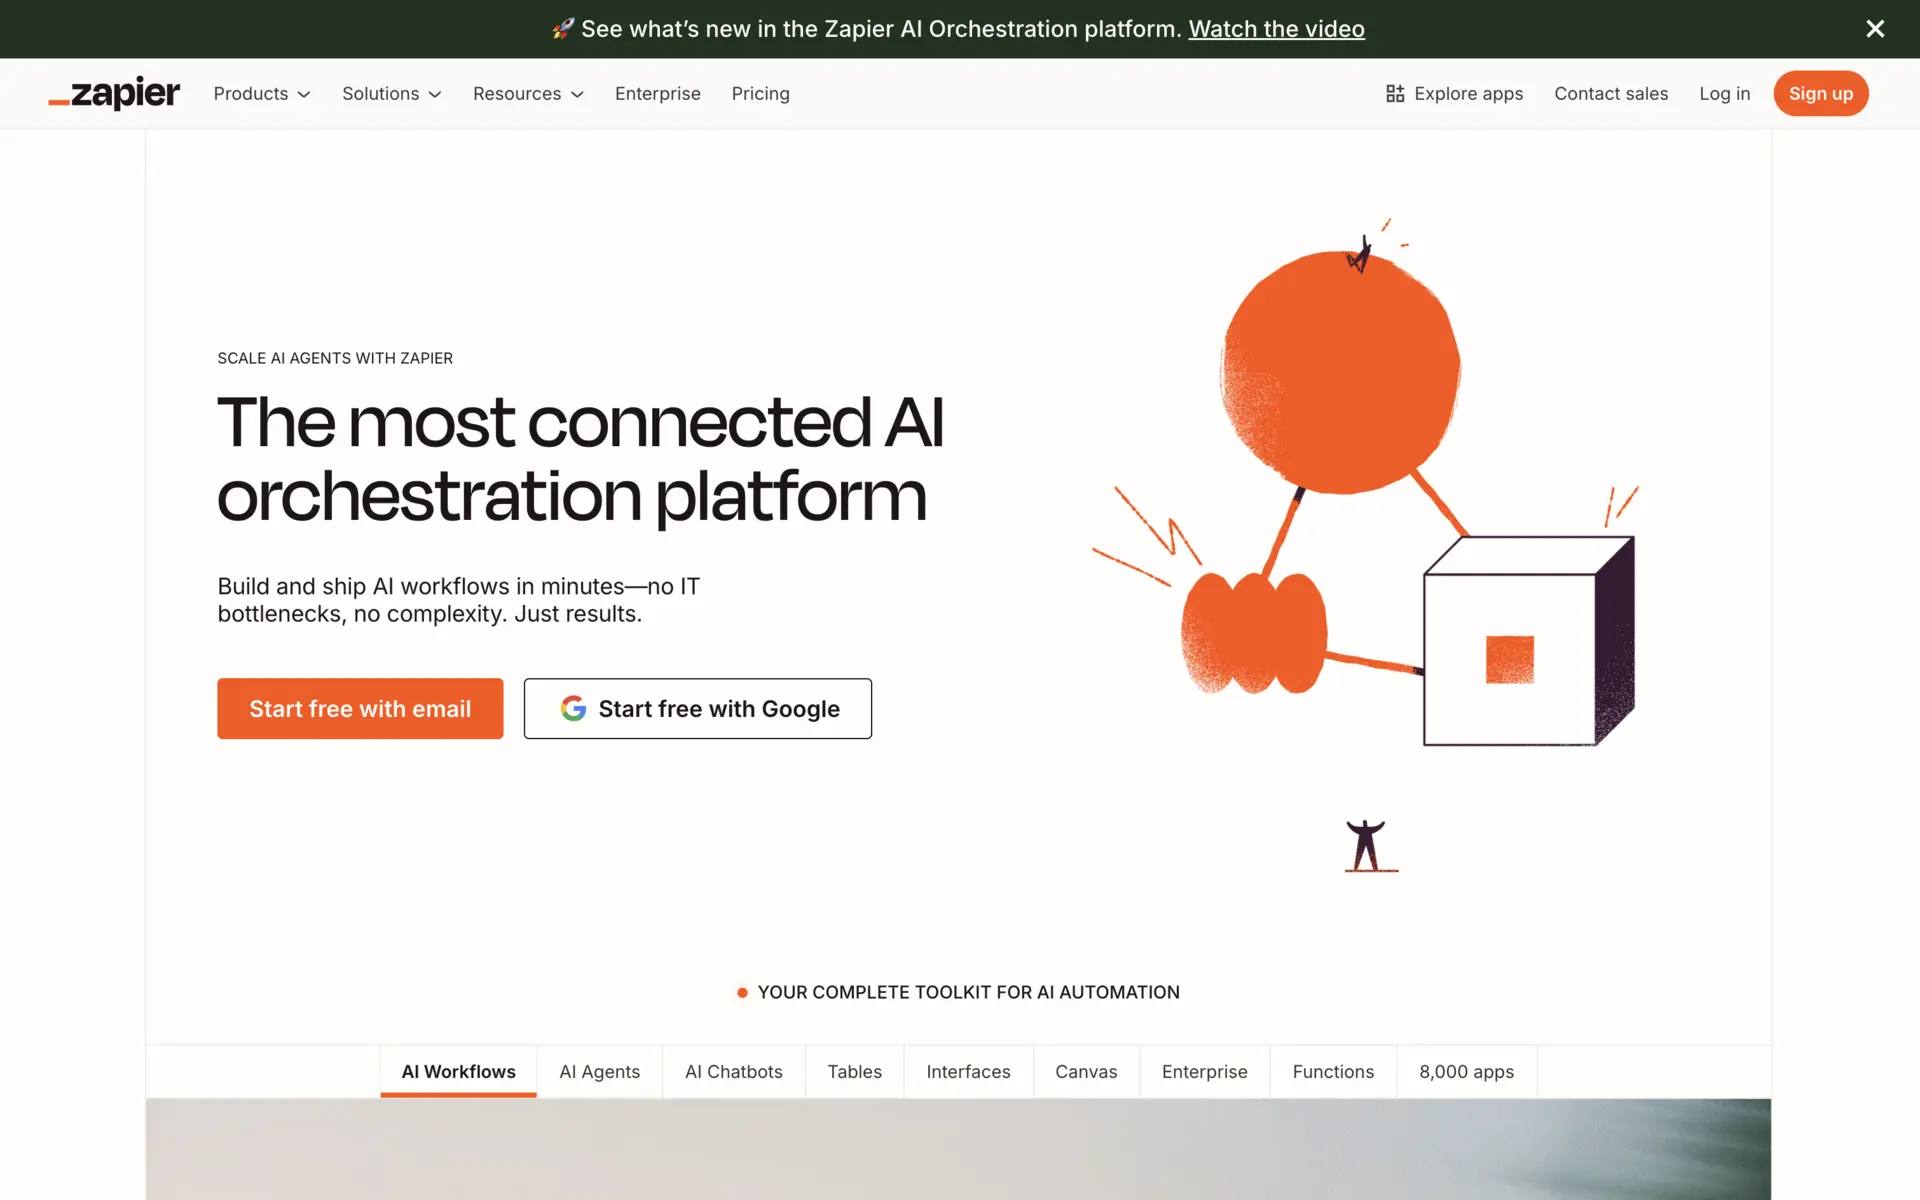 🚀 See what's new in the Zapier AI Orchestration platform. Watch the video
zapier
Products
Solutions
Resources
Enterprise
Pricing
Explore apps
Contact sales
Log in
Sign up
SCALE AI AGENTS WITH ZAPIER
The most connected AI
orchestration platform
Build and ship AI workflows in minutes—no IT
bottlenecks, no complexity. Just results.
Start free with email
Start free with Google
YOUR COMPLETE TOOLKIT FOR AI AUTOMATION
AI Workflows
AI Agents
AI Chatbots
Tables
Interfaces
Canvas
Enterprise
Functions
8,000 apps